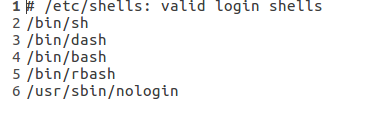 1 # /etc/shells: valid login shells
2 /bin/sh
3 /bin/dash
4 /bin/bash
5 /bin/rbash
6 /usr/sbin/nologin